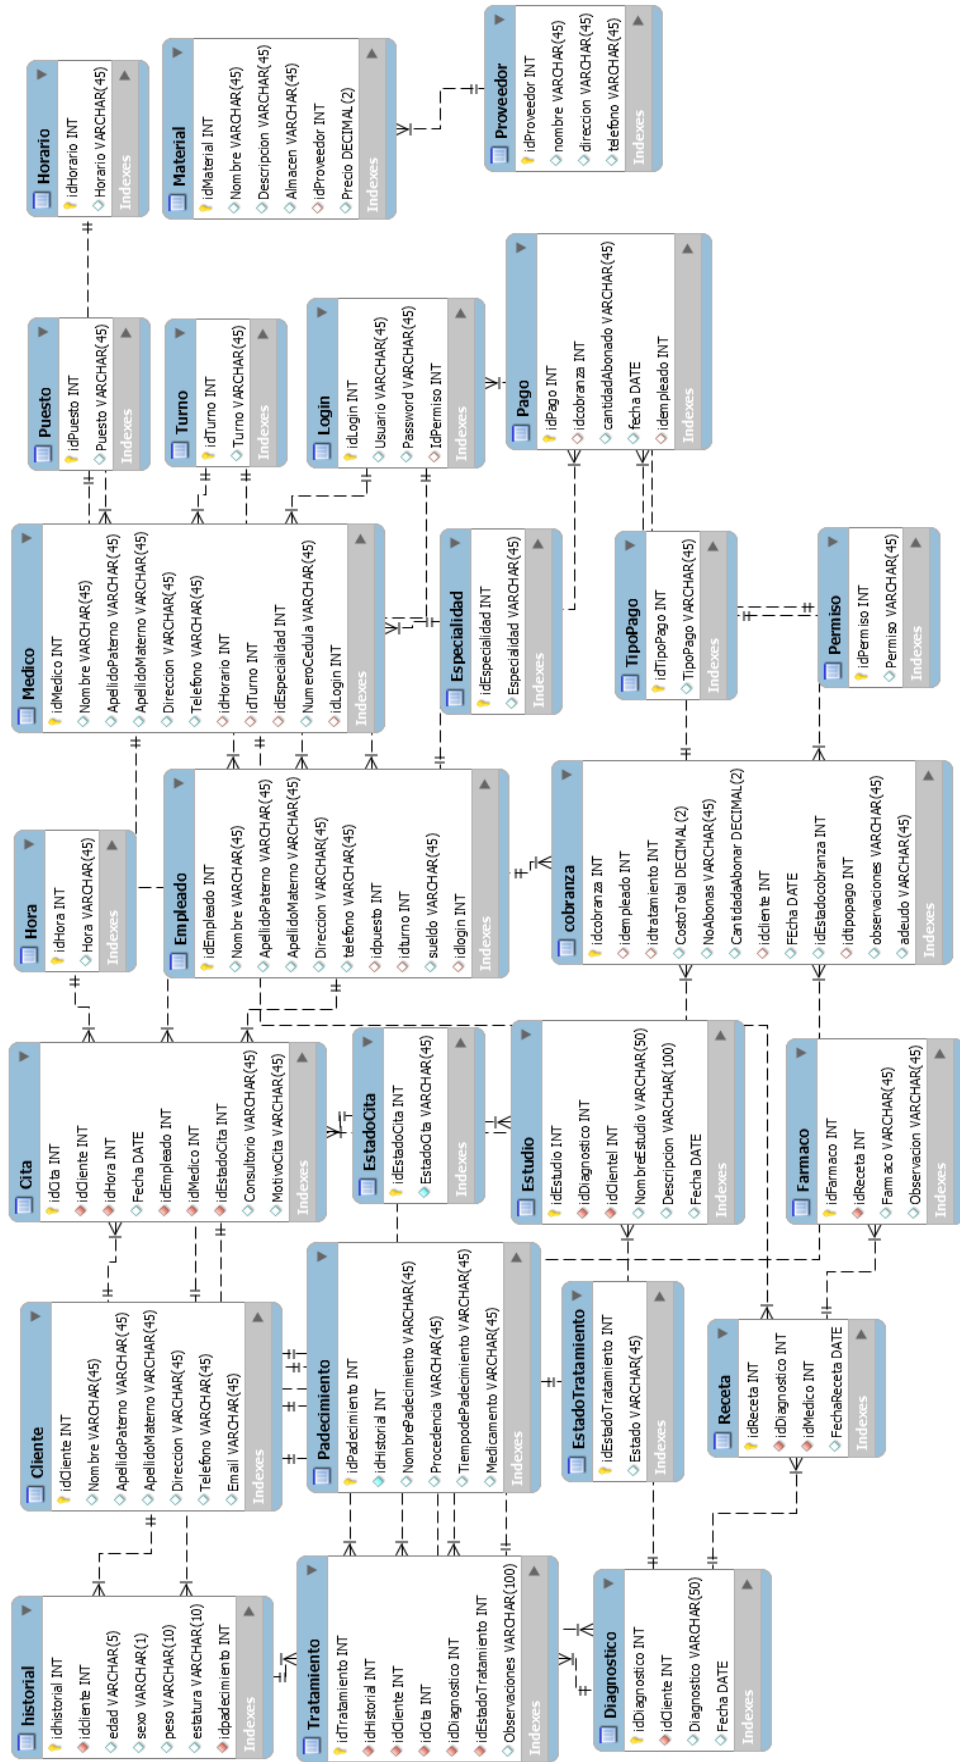 historial
idhistorial INT
idcliente INT
edad VARCHAR(5)
sexo VARCHAR(1)
peso VARCHAR(10)
estatura VARCHAR(10)
idpadecimiento INT
Indexes
Cliente
idCliente INT
Nombre VARCHAR(45)
ApellidoPaterno VARCHAR(45)
ApellidoMaterno VARCHAR(45)
Direccion VARCHAR(45)
Telefono VARCHAR(45)
Email VARCHAR(45)
Indexes
Cita
idCita INT
idCliente INT
idHora INT
Fecha DATE
idEmpleado INT
idMedico INT
idEstadoCita INT
Consultorio VARCHAR(45)
MotivoCita VARCHAR(45)
Indexes
Hora
idHora INT
Hora VARCHAR(45)
Indexes
Medico
idMedico INT
Nombre VARCHAR(45)
ApelidoPaterno VARCHAR(45)
ApellidoMaterno VARCHAR(45)
Direccion VARCHAR(45)
Telefono VARCHAR(45)
idHorario INT
idTurno INT
idEspecialidad INT
NumeroCedula VARCHAR(45)
idLogin INT
Indexes
Puesto
idPuesto INT
Puesto VARCHAR(45)
Indexes
Horario
idHorario INT
Horario VARCHAR(45)
Indexes
Empleado
idEmpleado INT
Nombre VARCHAR(45)
ApellidoPaterno VARCHAR(45)
ApellidoMaterno VARCHAR(45)
Direccion VARCHAR(45)
telefono VARCHAR(45)
idpuesto INT
idturno INT
sueldo VARCHAR(45)
idlogin INT
Indexes
Turno
idTurno INT
Turno VARCHAR(45)
Indexes
Material
idMaterial INT
Nombre VARCHAR(45)
Descripcion VARCHAR(45)
Almacen VARCHAR(45)
idProveedor INT
Precio DECIMAL(2)
Indexes
Tratamiento
idTratamiento INT
idHistorial INT
idCliente INT
idCita INT
idDiagnostico INT
idEstadoTratamiento INT
Observaciones VARCHAR(100)
Indexes
Padecimiento
idPadecimiento INT
idHistorial INT
NombrePadecimiento VARCHAR(45)
Procedencia VARCHAR(45)
TiempodePadecimiento VARCHAR(45)
Medicamento VARCHAR(45)
Indexes
EstadoCita
idEstadoCita INT
EstadoCita VARCHAR(45)
Indexes
Login
idLogin INT
Usuario VARCHAR(45)
Password VARCHAR(45)
IdPermiso INT
Indexes
Especialidad
idEspecialidad INT
Especialidad VARCHAR(45)
Indexes
Proveedor
idProveedor INT
nombre VARCHAR(45)
direccion VARCHAR(45)
telefono VARCHAR(45)
Indexes
Estudio
idEstudio INT
idDiagnostico INT
idClienteI INT
NombreEstudio VARCHAR(50)
Descripcion VARCHAR(100)
Fecha DATE
Indexes
Pago
idPago INT
idcobranza INT
cantidadAbonado VARCHAR(45)
fecha DATE
idempleado INT
Indexes
EstadoTratamiento
idEstadoTratamiento INT
Estado VARCHAR(45)
Indexes
cobranza
idcobranza INT
idempleado INT
idtratamiento INT
CostoTotal DECIMAL(2)
NoAbonas VARCHAR(45)
CantidadaAbonar DECIMAL(2)
idcliente INT
FEcha DATE
idEstadocobranza INT
idtipopago INT
observaciones VARCHAR(45)
adeudo VARCHAR(45)
Indexes
Diagnostico
idDiagnostico INT
idCliente INT
Diagnostico VARCHAR(50)
Fecha DATE
Indexes
TipoPago
idTipoPago INT
TipoPago VARCHAR(45)
Indexes
Receta
idReceta INT
idDiagnostico INT
idMedico INT
FechaReceta DATE
Indexes
Farmaco
idFarmaco INT
idReceta INT
Farmaco VARCHAR(45)
Observacion VARCHAR(45)
Indexes
Permiso
idPermiso INT
Permiso VARCHAR(45)
Indexes